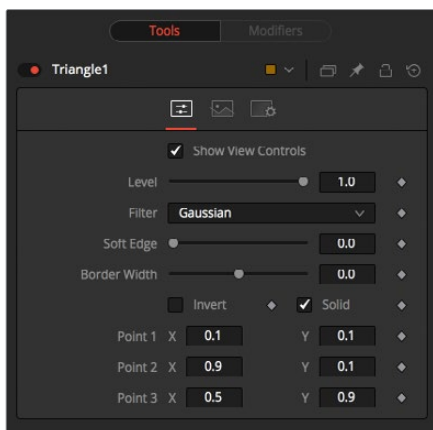 Tools Modifiers
Triangle1
Show View Controls
Level 1.0
Filter Gaussian
Soft Edge 0.0
Border Width 0.0
Invert Solid
Point 1 X 0.1 Y 0.1
Point 2 X 0.9 Y 0.1
Point 3 X 0.5 Y 0.9